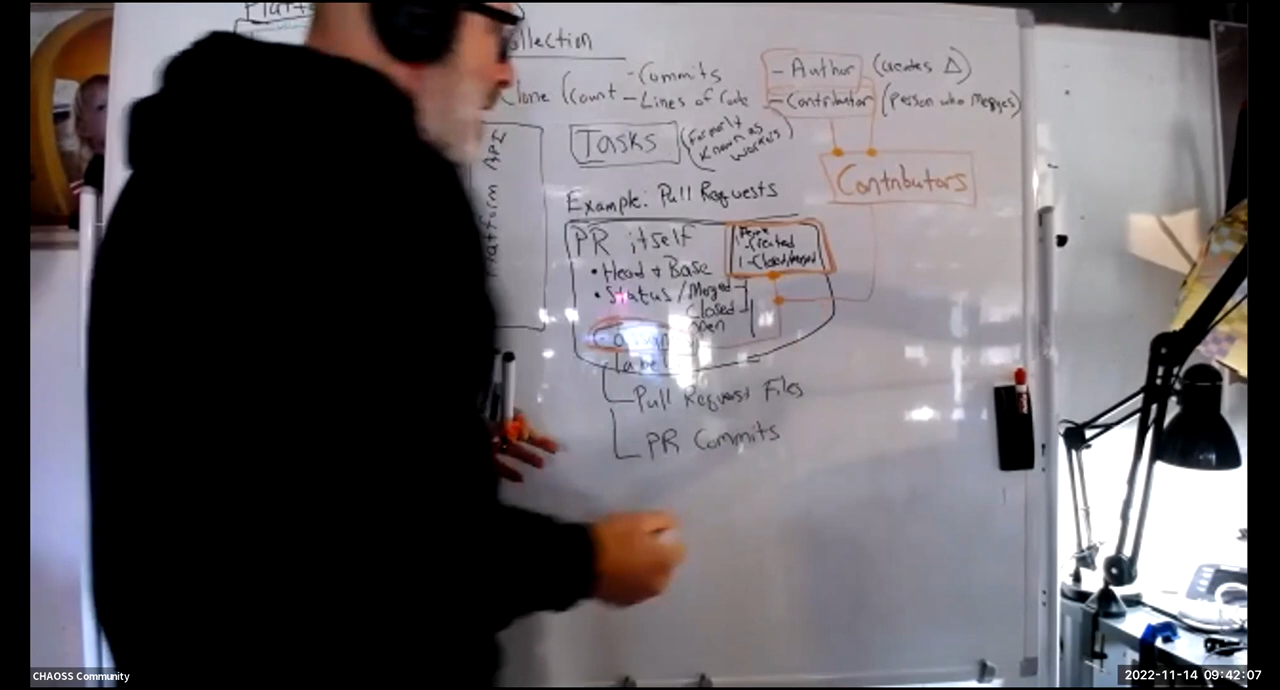 ollection
Clone (Count - Commits
- Lines of Code
- Author (creates Δ)
- Contributor (person who Merges)
Platform API
Tasks (Formerly
Known as
Workers)
Contributors
Example: Pull Requests
PR itself
- Created
- Closed/Merged
• Head + Base
• Status / Merged
Closed
open
label
Pull Request Files
PR Commits
CHAOSS Community
2022-11-14 09:42:07